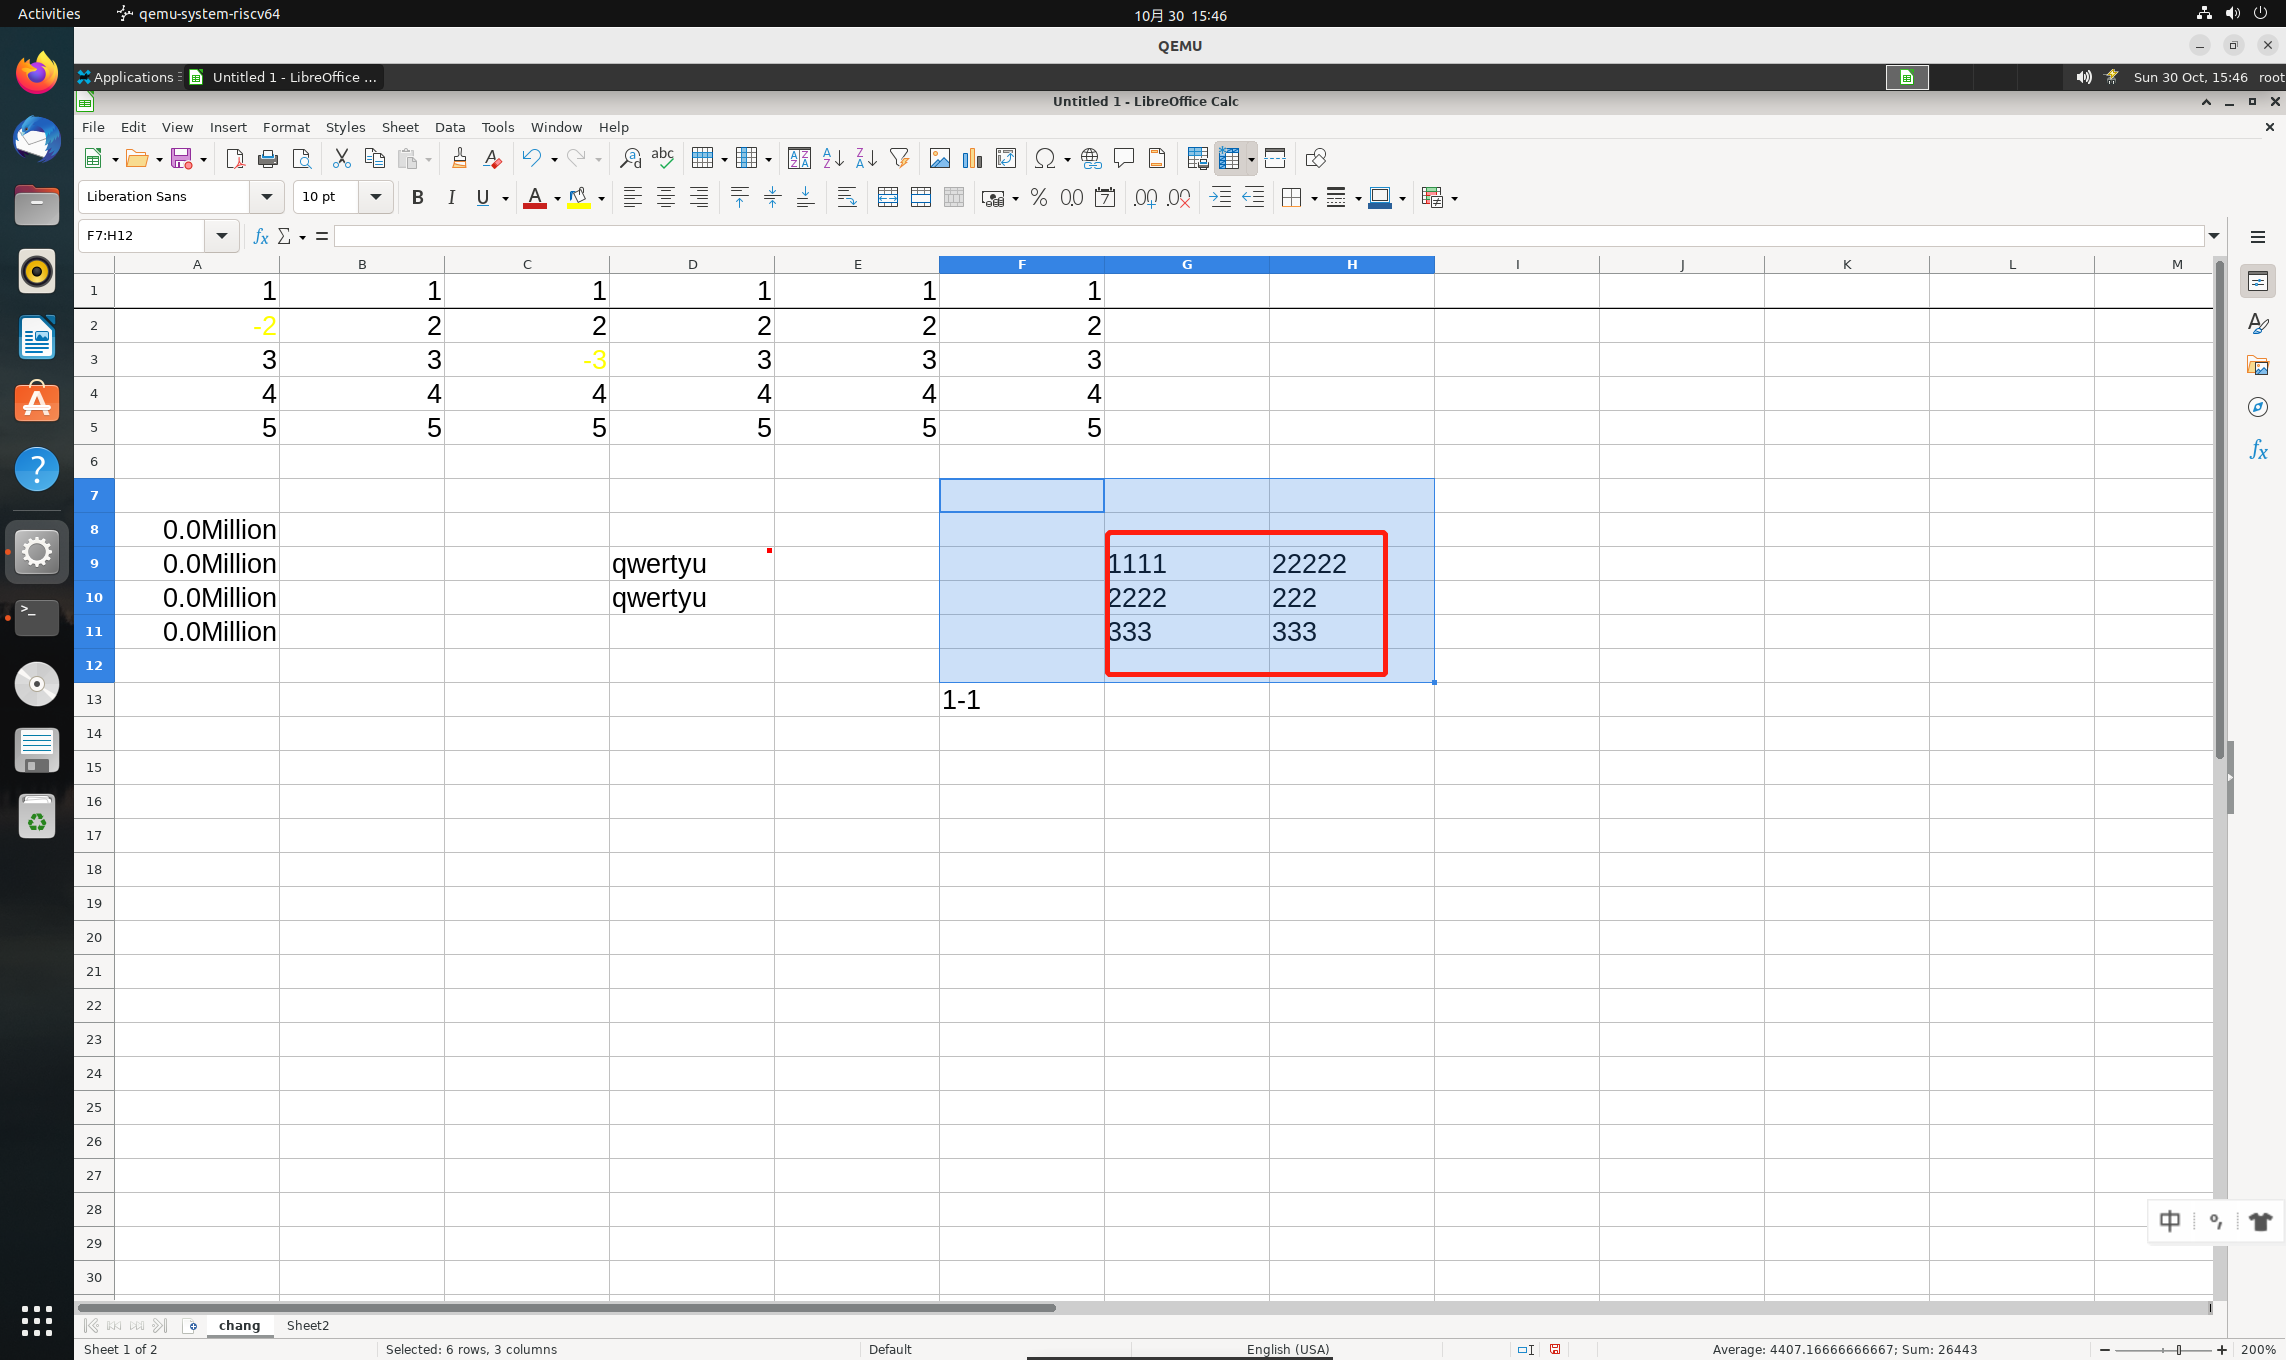 Activities qemu-system-riscv64 10月 30 15:46
QEMU
Applications Untitled 1 - LibreOffice ... Sun 30 Oct, 15:46 root
Untitled 1 - LibreOffice Calc
File Edit View Insert Format Styles Sheet Data Tools Window Help
Liberation Sans 10 pt
F7:H12
A B C D E F G H I J K L M
1 1 1 1 1 1 1
2 -2 2 2 2 2 2
3 3 3 -3 3 3 3
4 4 4 4 4 4 4
5 5 5 5 5 5 5
6
7
8 0.0Million
9 0.0Million qwertyu 1111 22222
10 0.0Million qwertyu 2222 222
11 0.0Million 333 333
12
13 1-1
14
15
16
17
18
19
20
21
22
23
24
25
26
27
28
29
30
中
chang Sheet2
Sheet 1 of 2 Selected: 6 rows, 3 columns Default English (USA) Average: 4407.16666666667; Sum: 26443 200%